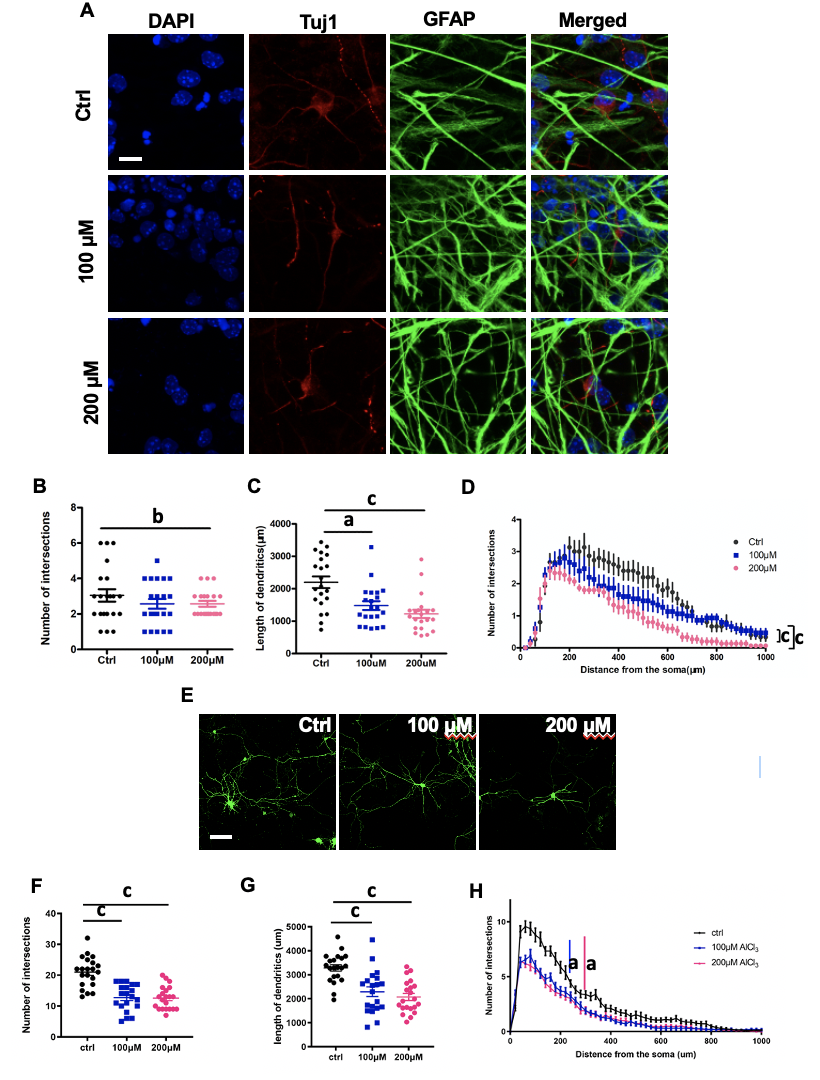 A
DAPI Tuj1 GFAP Merged
Ctrl
100 µM
200 µM
B
Number of intersections
8
6
4
2
0
b
Ctrl 100µM 200µM
C
Length of dendritics(µm)
4000
3000
2000
1000
0
c
a
Ctrl 100uM 200uM
D
Number of intersections
4
3
2
1
0
Ctrl
100µM
200µM
c c
0 200 400 600 800 1000
Distance from the soma(µm)
E
Ctrl 100 µM 200 µM
F
Number of intersections
40
30
20
10
0
c
c
ctrl 100µM 200µM
G
length of dendritics (um)
5000
4000
3000
2000
1000
0
c
c
ctrl 100µM 200µM
H
Number of intersections
10
5
0
ctrl
100µM AlCl3
200µM AlCl3
a a
0 200 400 600 800 1000
Distance from the soma (um)